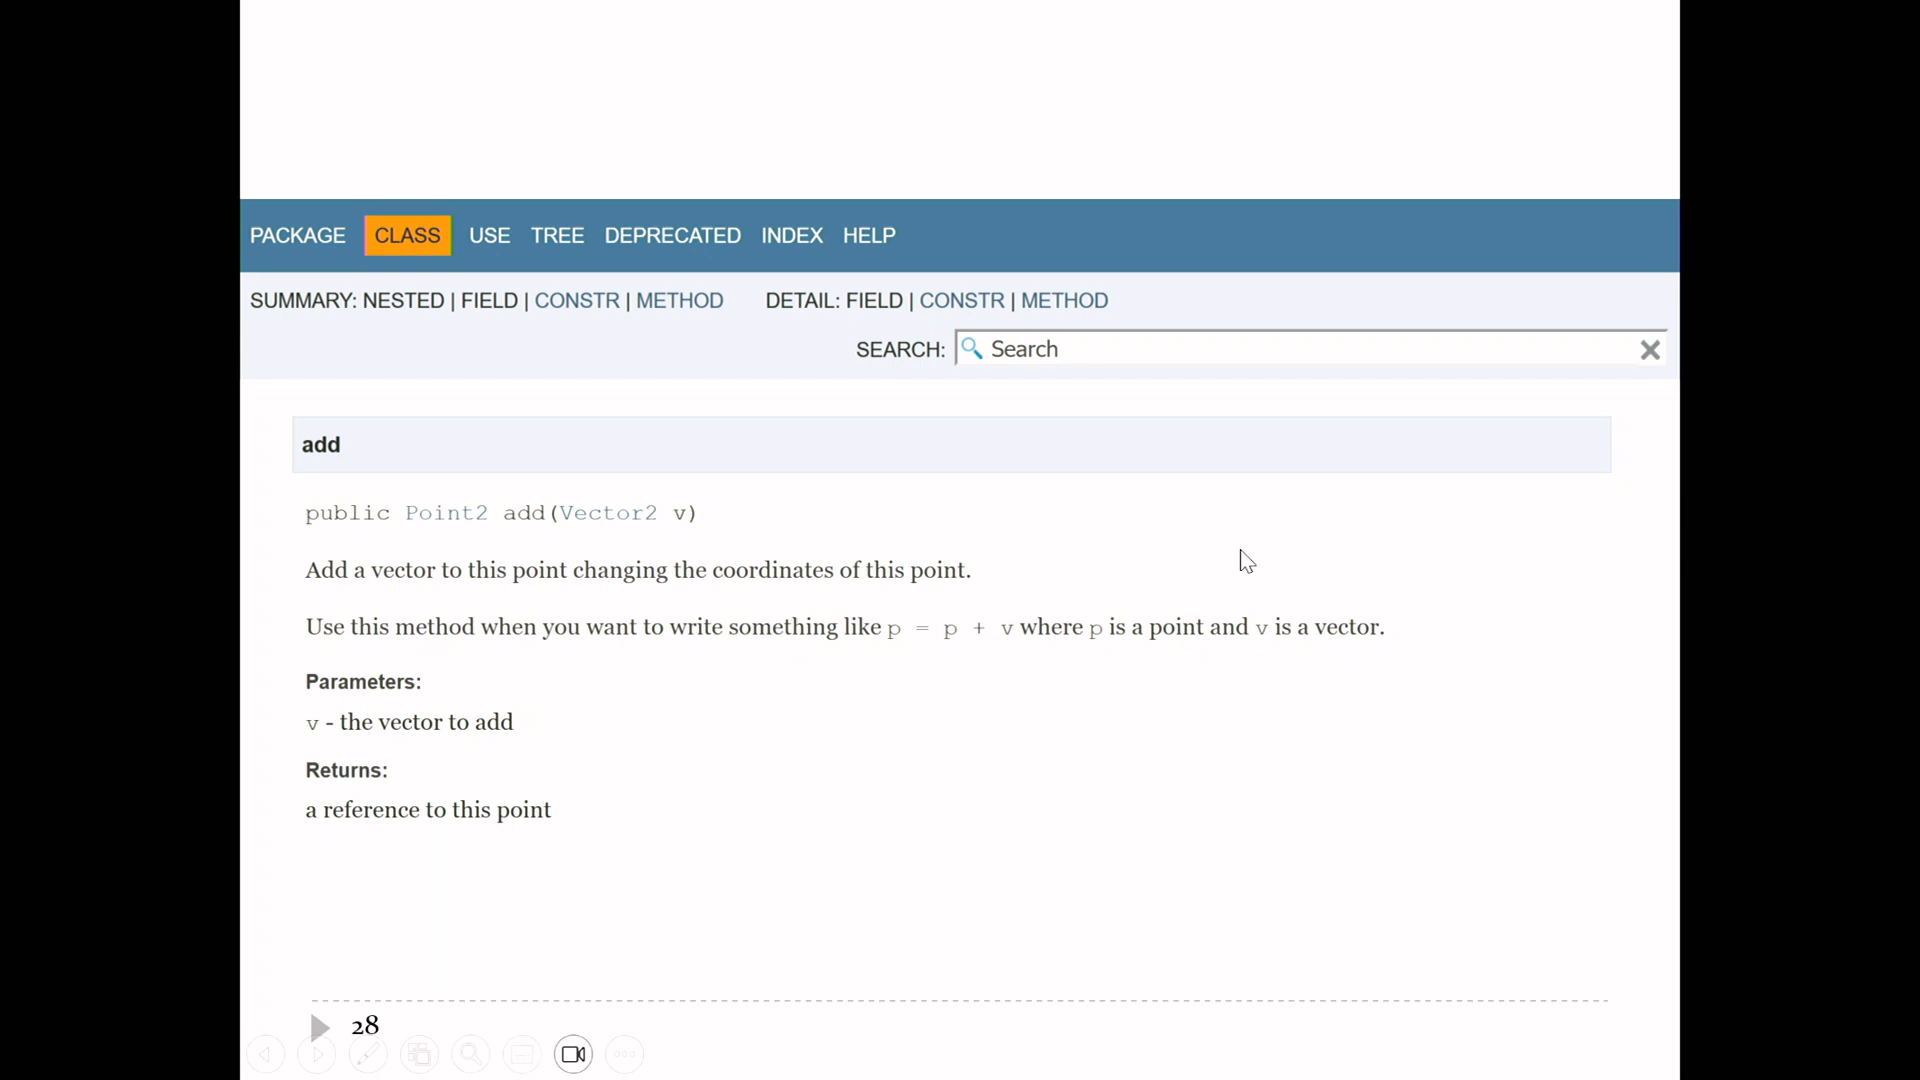 PACKAGE CLASS USE TREE DEPRECATED INDEX HELP
SUMMARY: NESTED | FIELD | CONSTR | METHOD DETAIL: FIELD | CONSTR | METHOD
SEARCH: Search
add
public Point2 add(Vector2 v)
Add a vector to this point changing the coordinates of this point.
Use this method when you want to write something like p = p + v where p is a point and v is a vector.
Parameters:
v - the vector to add
Returns:
a reference to this point
28